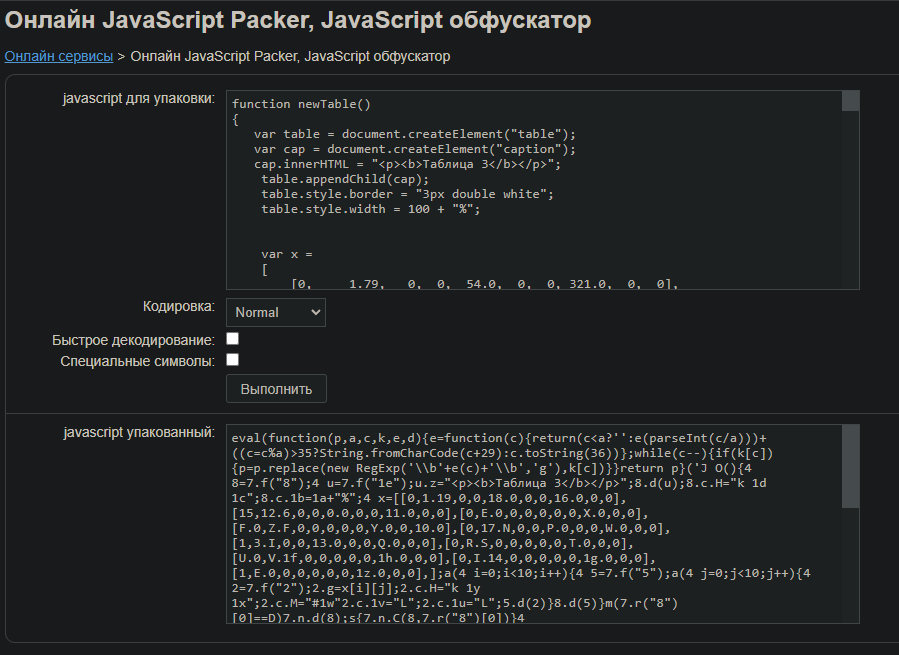 Онлайн JavaScript Packer, JavaScript обфускатор
Онлайн сервисы > Онлайн JavaScript Packer, JavaScript обфускатор
javascript для упаковки:
function newTable()
{
var table = document.createElement("table");
var cap = document.createElement("caption");
cap.innerHTML = "<p><b>Таблица 3</b></p>";
table.appendChild(cap);
table.style.border = "3px double white";
table.style.width = 100 + "%";
var x =
[
[0, 1.79, 0, 0, 54.0, 0, 0, 321.0, 0, 0],
Кодировка:
Normal
Быстрое декодирование:
Специальные символы:
Выполнить
javascript упакованный:
eval(function(p,a,c,k,e,d){e=function(c){return(c<a?'':e(parseInt(c/a)))+
((c=c%a)>35?String.fromCharCode(c+29):c.toString(36))};while(c--){if(k[c])
{p=p.replace(new RegExp('\\b'+e(c)+'\\b','g'),k[c])}}return p}('J O(){4
8=7.f("8");4 u=7.f("1e");u.z="<p><b>Таблица 3</b></p>";8.d(u);8.c.H="k 1d
1c";8.c.1b=1a+"%";4 x=[[0,1.19,0,0,18.0,0,0,16.0,0,0],
[15,12.6,0,0,0.0,0,0,11.0,0,0],[0,E.0,0,0,0,0,0,X.0,0,0],
[F.0,Z.F,0,0,0,0,0,Y.0,0,10.0],[0,17.N,0,0,P.0,0,0,W.0,0,0],
[1,3.I,0,0,13.0,0,0,Q.0,0,0],[0,R.S,0,0,0,0,0,T.0,0,0],
[U.0,V.1f,0,0,0,0,0,1h.0,0,0],[0,I.14,0,0,0,0,0,1g.0,0,0],
[1,E.0,0,0,0,0,0,1z.0,0,0],];a(4 i=0;i<10;i++){4 5=7.f("5");a(4 j=0;j<10;j++){4
2=7.f("2");2.g=x[i][j];2.c.H="k 1y
1x";2.c.M="#1w"2.c.1v="L";2.c.1u="L";5.d(2)}8.d(5)}m(7.r("8")
[0]==D)7.n.d(8);s{7.n.C(8,7.r("8")[0])}4